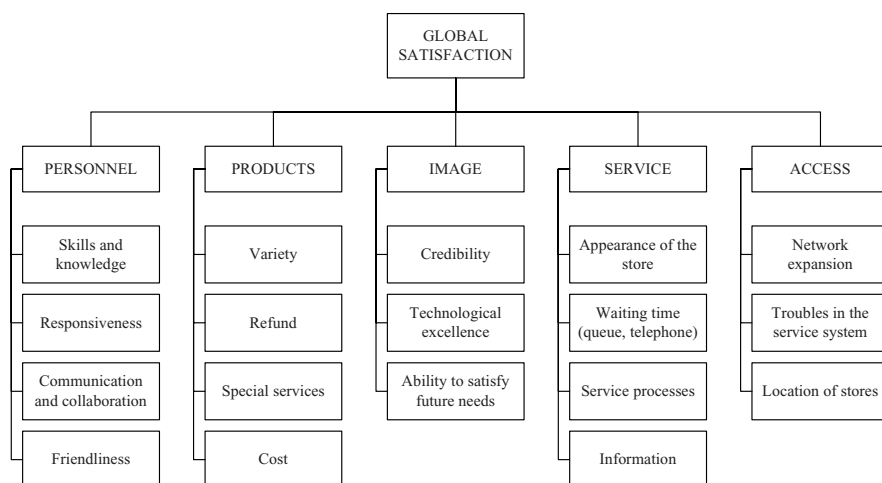 GLOBAL
SATISFACTION
PERSONNEL
PRODUCTS
IMAGE
SERVICE
ACCESS
Skills and
knowledge
Variety
Credibility
Appearance of the
store
Network
expansion
Responsiveness
Refund
Technological
excellence
Waiting time
(queue, telephone)
Troubles in the
service system
Communication
and collaboration
Special services
Ability to satisfy
future needs
Service processes
Location of stores
Friendliness
Cost
Information